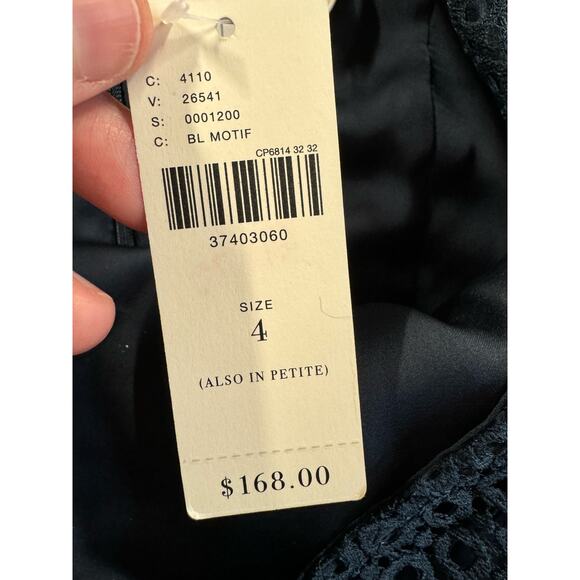 C: 4110
V: 26541
S: 0001200
C: BL MOTIF
CP6814 32 32
37403060
SIZE
4
(ALSO IN PETITE)
$168.00